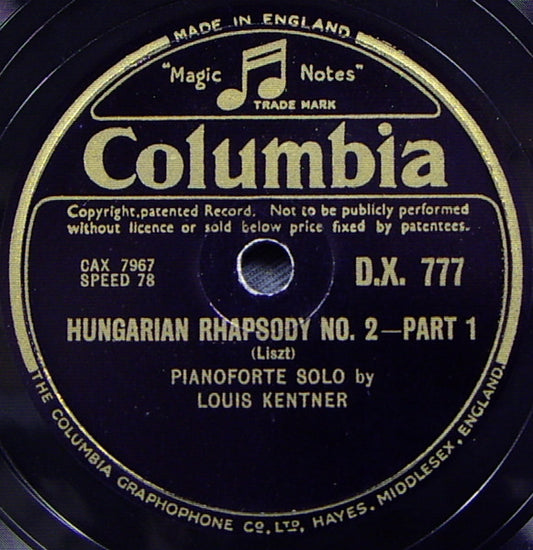 MADE IN ENGLAND
"Magic Notes"
TRADE MARK
Columbia
Copyright, patented Record. Not to be publicly performed
without licence or sold below price fixed by patentees.
CAX 7967
SPEED 78
D.X. 777
HUNGARIAN RHAPSODY NO. 2—PART 1
(Liszt)
PIANOFORTE SOLO by
LOUIS KENTNER
THE COLUMBIA GRAPHOPHONE CO., LTD, HAYES, MIDDLESEX, ENGLAND.